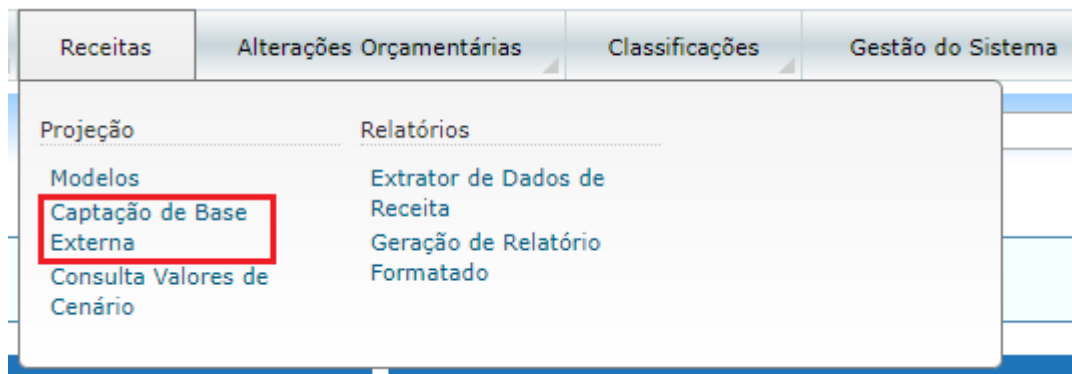 Receitas
Alterações Orçamentárias
Classificações
Gestão do Sistema
Projeção
Modelos
Captação de Base
Externa
Consulta Valores de
Cenário
Relatórios
Extrator de Dados de
Receita
Geração de Relatório
Formatado